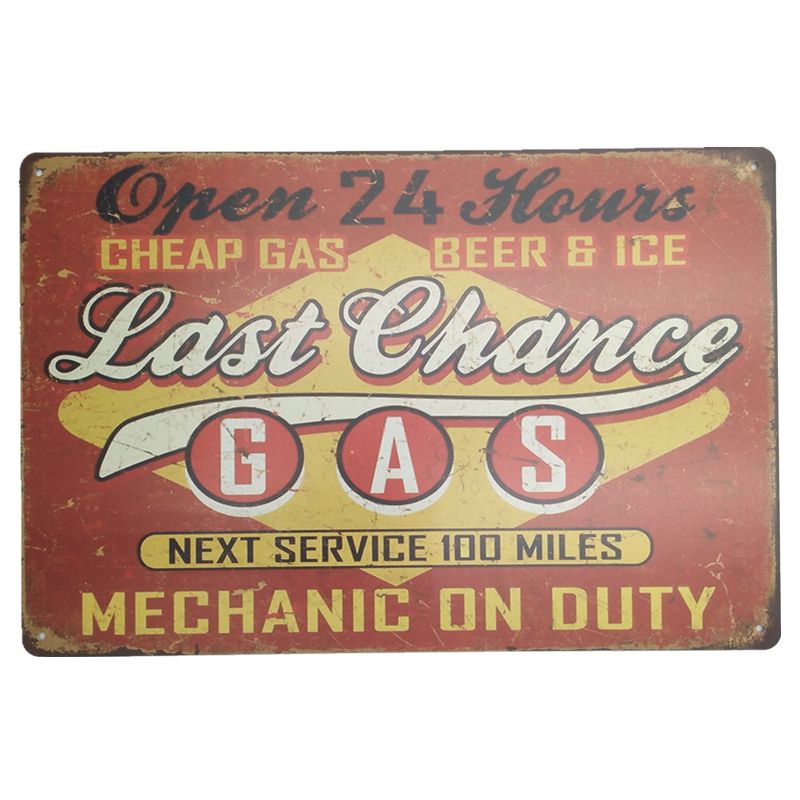 Open 24 Hours
CHEAP GAS BEER & ICE
Last Chance
GAS
NEXT SERVICE 100 MILES
MECHANIC ON DUTY